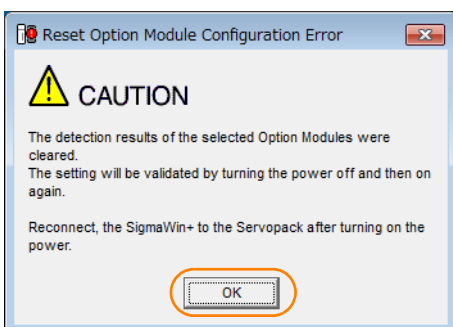 Reset Option Module Configuration Error
CAUTION
The detection results of the selected Option Modules were
cleared.
The setting will be validated by turning the power off and then on
again.
Reconnect, the SigmaWin+ to the Servopack after turning on the
power.
OK